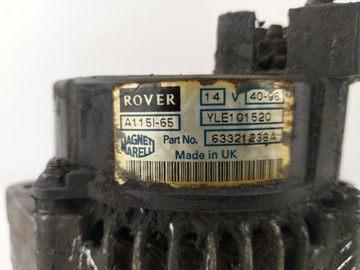 ROVER 14 V 40-96
A115I-65 YLE101520
MAGNETI MARELLI Part No. 63321238A
Made in UK